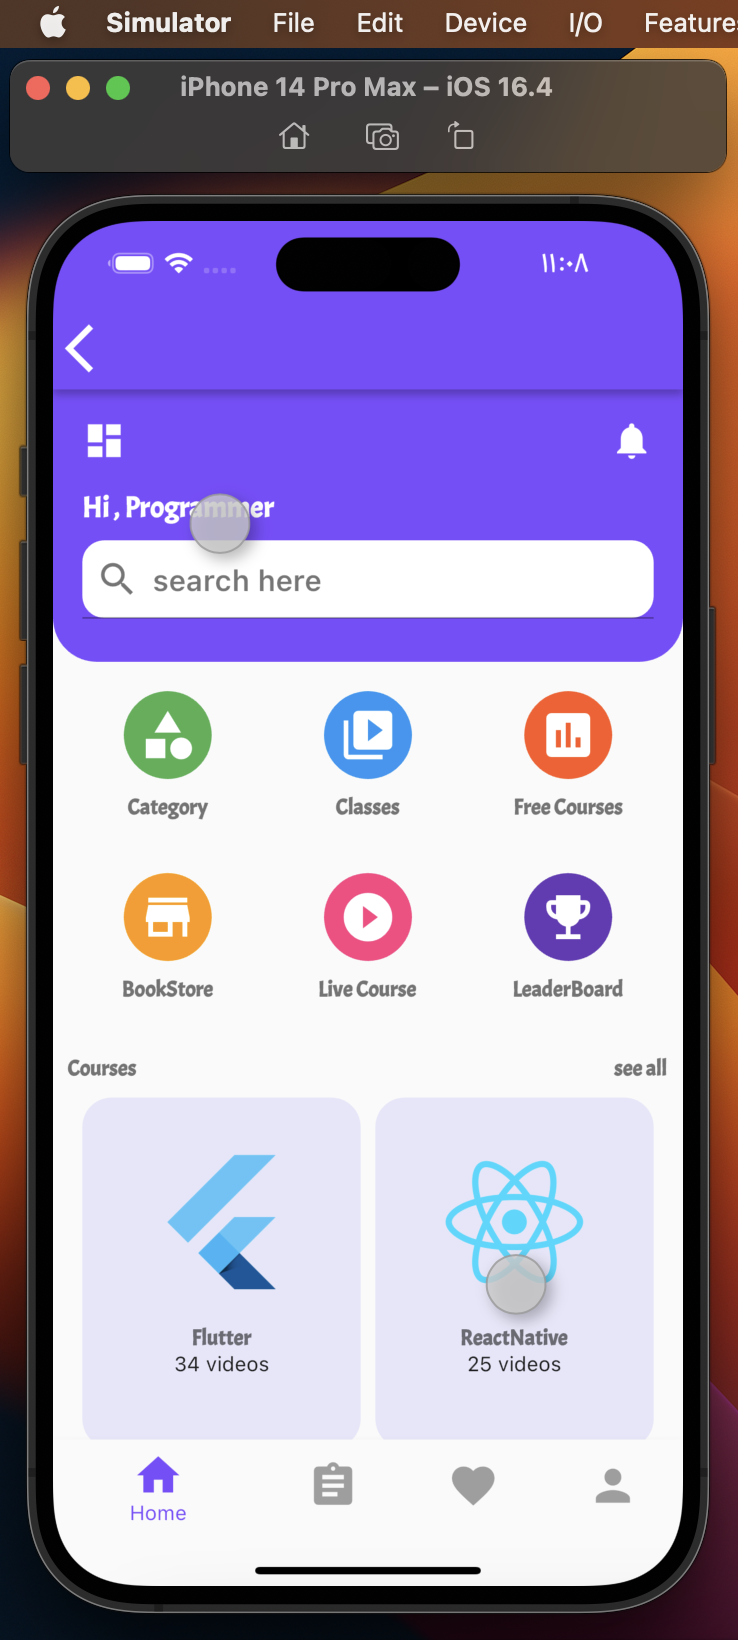 Simulator File Edit Device I/O Features
iPhone 14 Pro Max – iOS 16.4
١١:٠٨
Hi , Programmer
search here
Category Classes Free Courses
BookStore Live Course LeaderBoard
Courses see all
Flutter ReactNative
34 videos 25 videos
Home